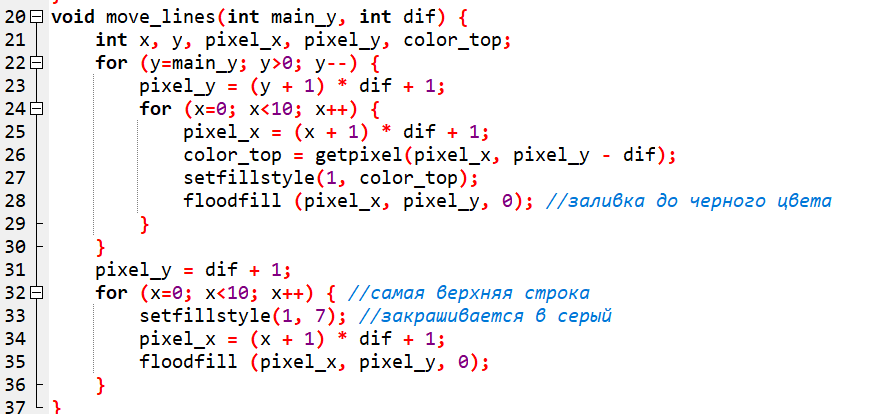 20 void move_lines(int main_y, int dif) {
21     int x, y, pixel_x, pixel_y, color_top;
22     for (y=main_y; y>0; y--) {
23         pixel_y = (y + 1) * dif + 1;
24         for (x=0; x<10; x++) {
25             pixel_x = (x + 1) * dif + 1;
26             color_top = getpixel(pixel_x, pixel_y - dif);
27             setfillstyle(1, color_top);
28             floodfill (pixel_x, pixel_y, 0); //заливка до черного цвета
29         }
30     }
31     pixel_y = dif + 1;
32     for (x=0; x<10; x++) { //самая верхняя строка
33         setfillstyle(1, 7); //закрашивается в серый
34         pixel_x = (x + 1) * dif + 1;
35         floodfill (pixel_x, pixel_y, 0);
36     }
37 }